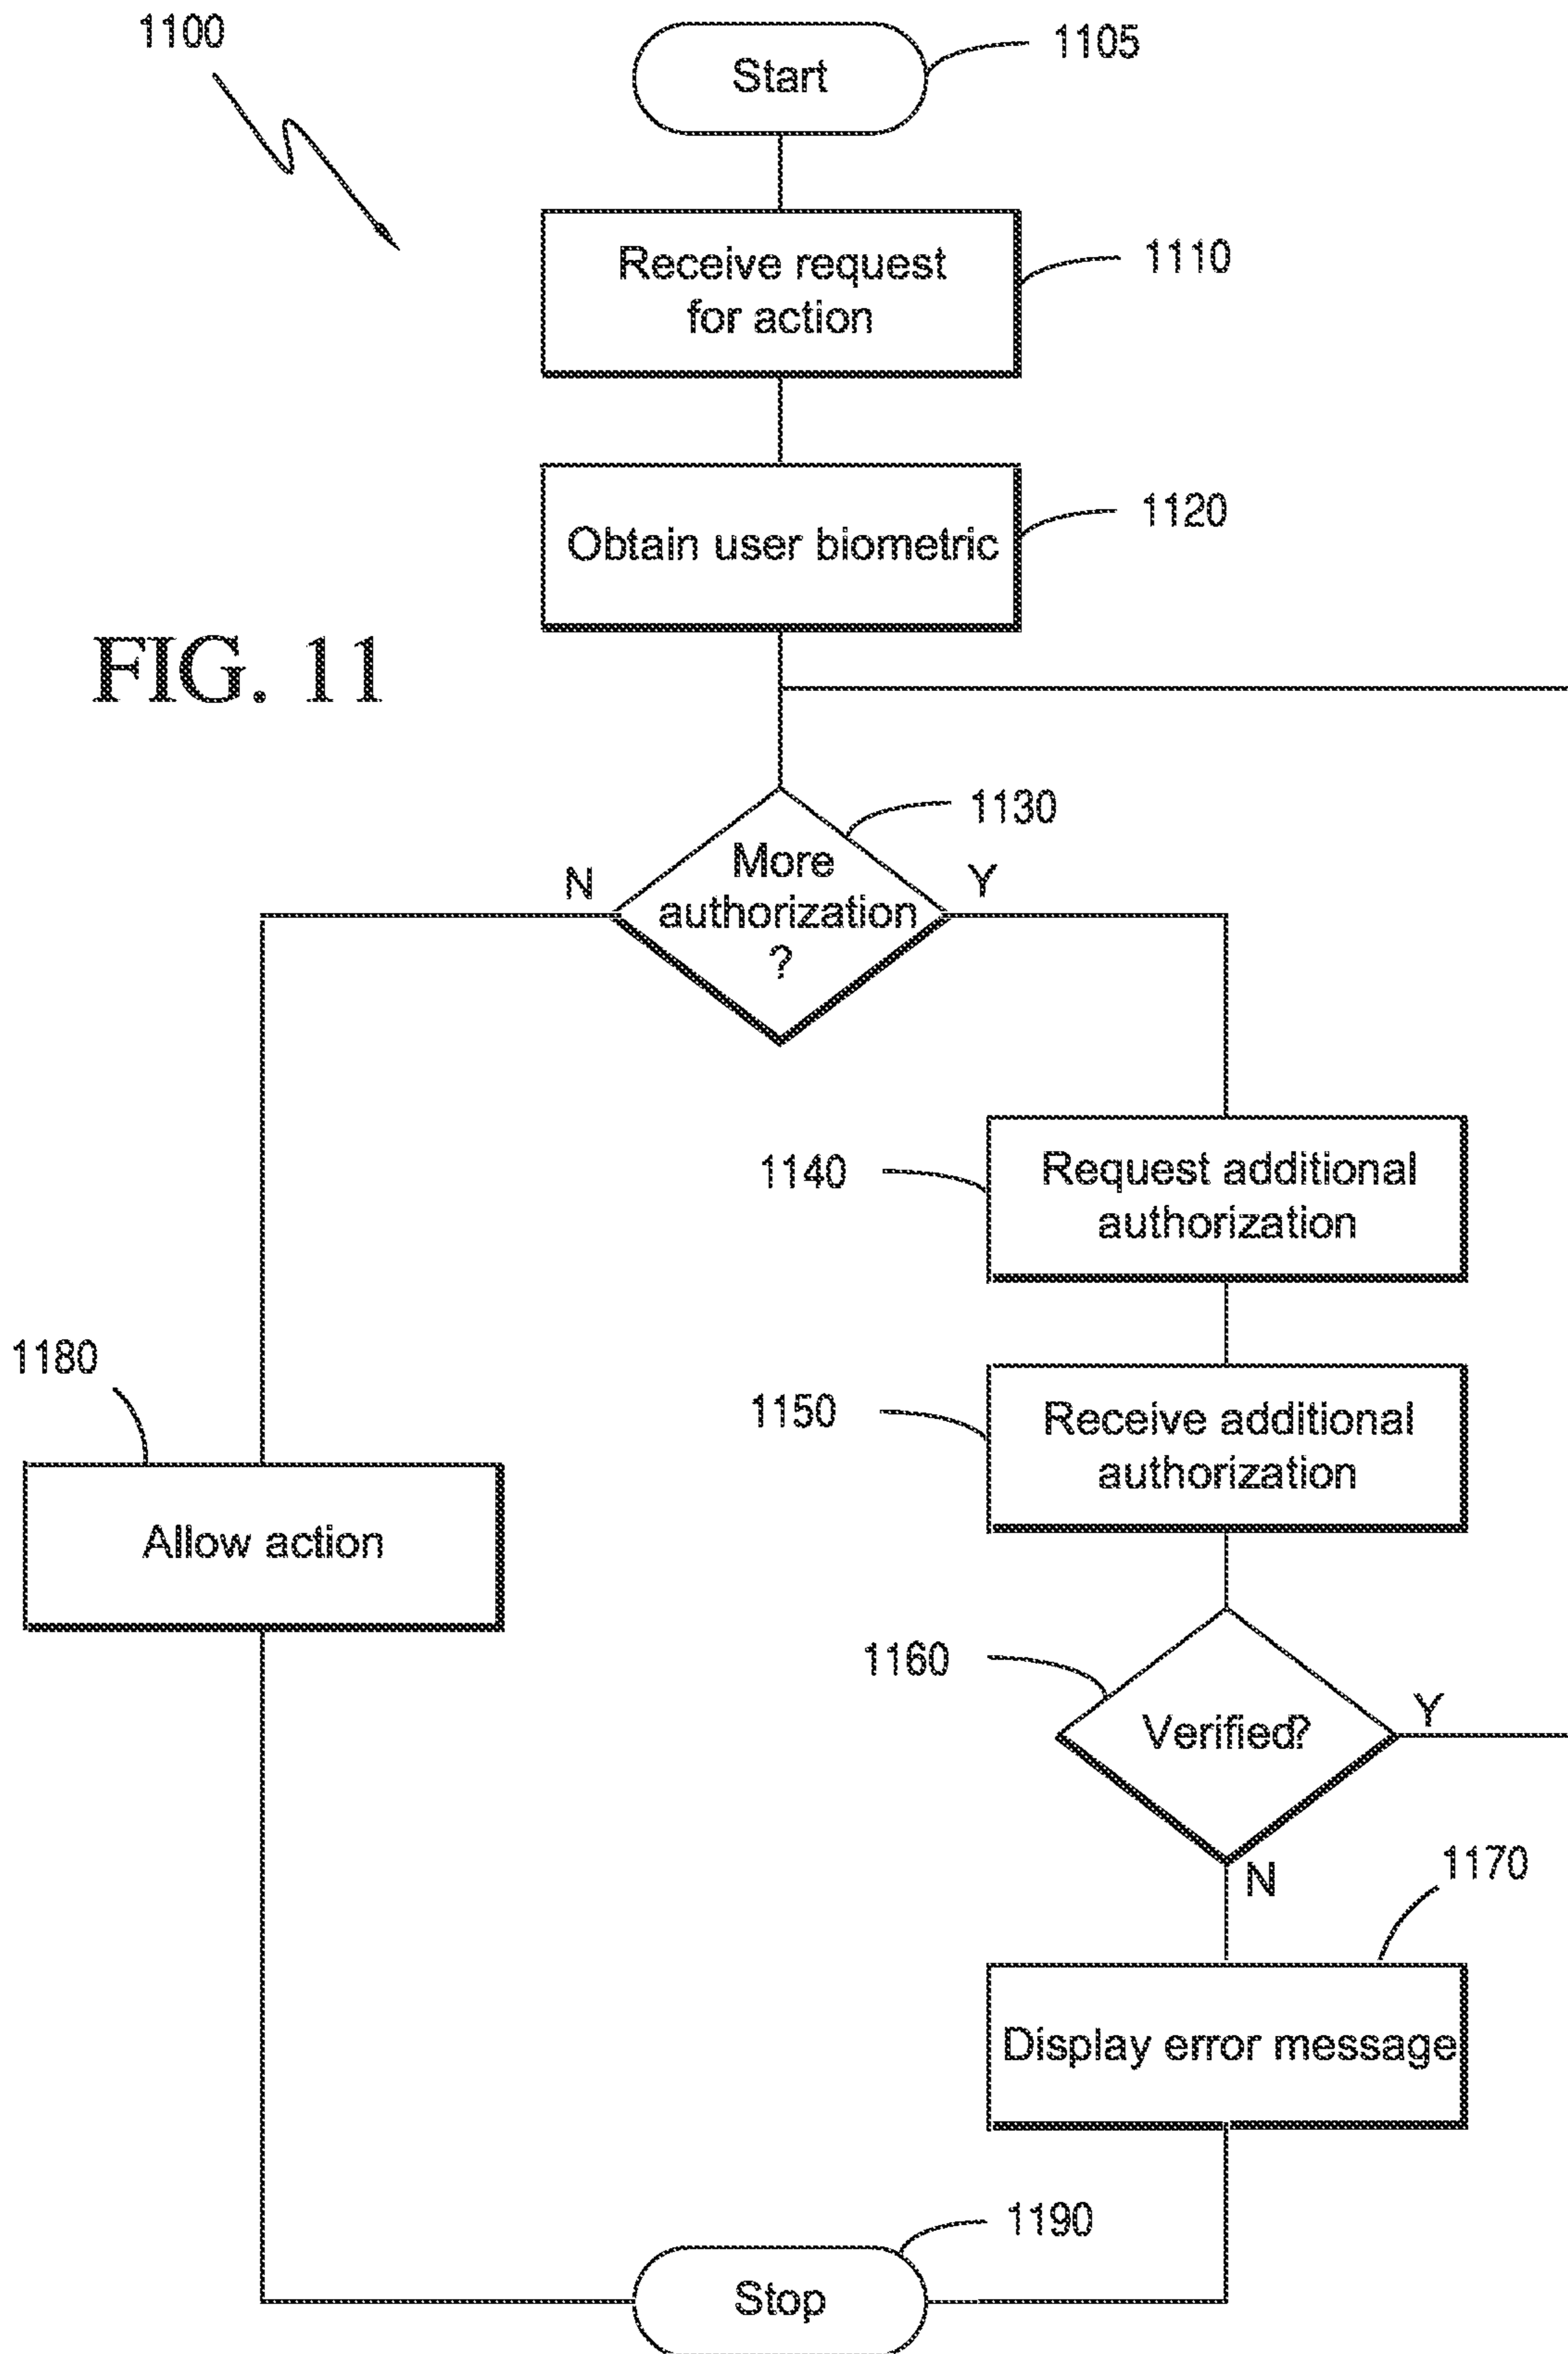 1100
Start
1105
Receive request
for action
1110
Obtain user biometric
1120
FIG. 11
1130
N
More
authorization
?
Y
1140
Request additional
authorization
1180
1150
Receive additional
authorization
Allow action
1160
Verified?
Y
N
1170
Display error message
1190
Stop